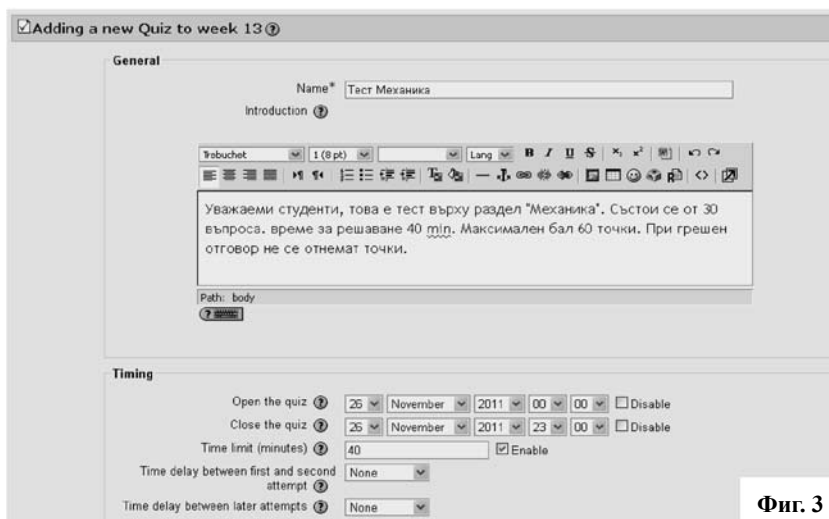 Adding a new Quiz to week 13
General
Name* Тест Механика
Introduction
Trebuchet 1 (8 pt) Lang B I U S
Уважаеми студенти, това е тест върху раздел "Механика". Състои се от 30
въпроса. време за решаване 40 min. Максимален бал 60 точки. При грешен
отговор не се отнемат точки.
Path: body
Timing
Open the quiz 26 November 2011 00 00 Disable
Close the quiz 26 November 2011 23 00 Disable
Time limit (minutes) 40 Enable
Time delay between first and second
attempt None
Time delay between later attempts None
Фиг. 3